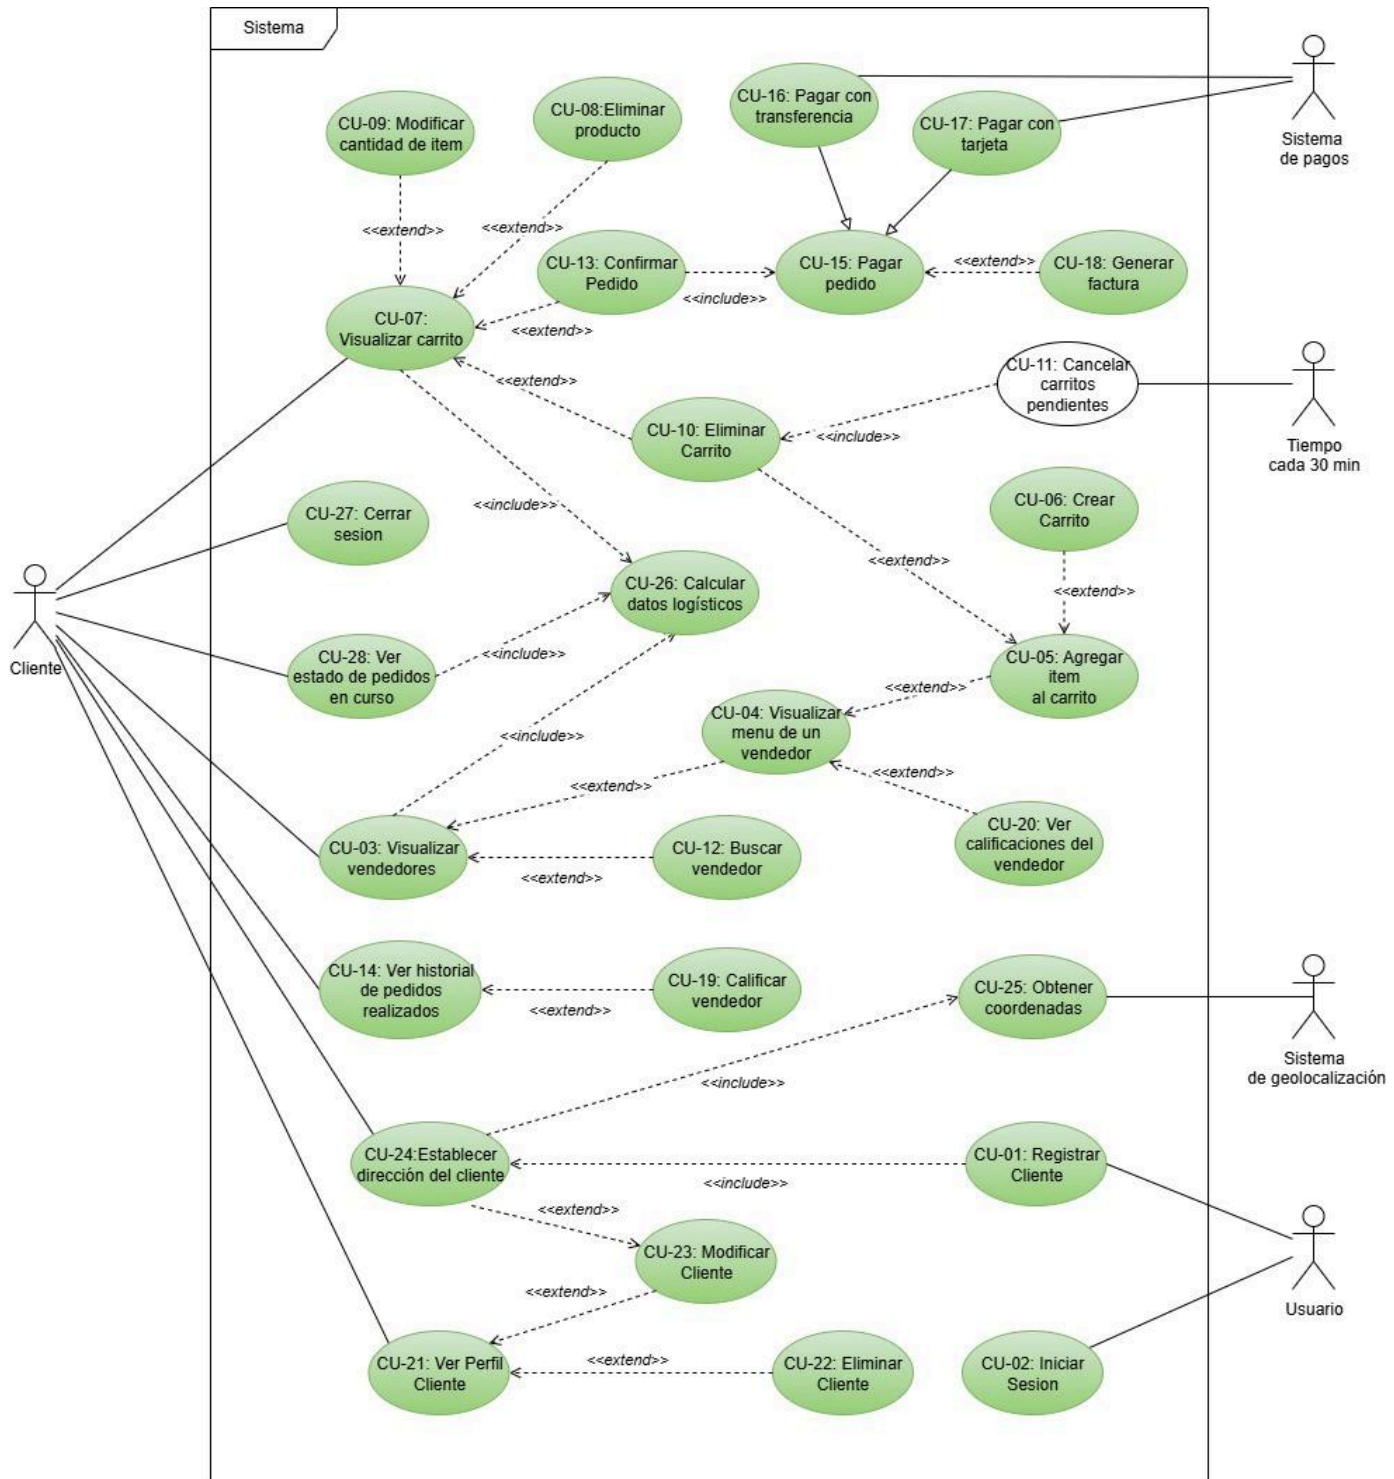 Sistema
CU-16: Pagar con
transferencia
CU-08:Eliminar
producto
CU-09: Modificar
cantidad de item
CU-17: Pagar con
tarjeta
Sistema
de pagos
<<extend>>
<<extend>>
CU-13: Confirmar
Pedido
CU-15: Pagar
pedido
<<extend>>
CU-18: Generar
factura
<<include>>
CU-07:
Visualizar carrito
<<extend>>
<<extend>>
CU-11: Cancelar
carritos
pendientes
CU-10: Eliminar
Carrito
<<include>>
Tiempo
cada 30 min
CU-27: Cerrar
sesion
<<include>>
CU-06: Crear
Carrito
<<extend>>
CU-26: Calcular
datos logísticos
<<extend>>
Cliente
CU-28: Ver
estado de pedidos
en curso
<<include>>
CU-05: Agregar
item
al carrito
<<extend>>
CU-04: Visualizar
menu de un
vendedor
<<include>>
<<extend>>
<<extend>>
CU-03: Visualizar
vendedores
CU-12: Buscar
vendedor
<<extend>>
CU-20: Ver
calificaciones del
vendedor
CU-14: Ver historial
de pedidos
realizados
CU-19: Calificar
vendedor
<<extend>>
CU-25: Obtener
coordenadas
Sistema
de geolocalización
<<include>>
CU-24:Establecer
dirección del cliente
CU-01: Registrar
Cliente
<<include>>
<<extend>>
CU-23: Modificar
Cliente
<<extend>>
Usuario
CU-21: Ver Perfil
Cliente
<<extend>>
CU-22: Eliminar
Cliente
CU-02: Iniciar
Sesion